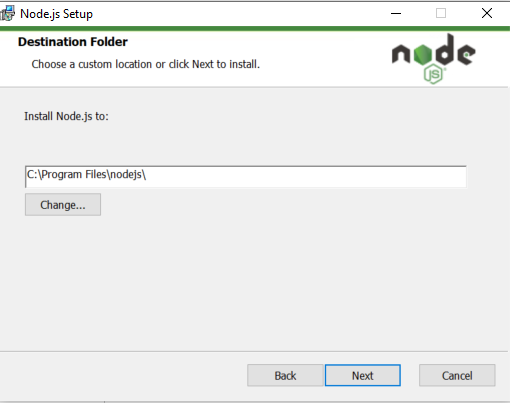 Node.js Setup
Destination Folder
Choose a custom location or click Next to install.
node
JS
Install Node.js to:
C:\Program Files\nodejs\
Change...
Back
Next
Cancel